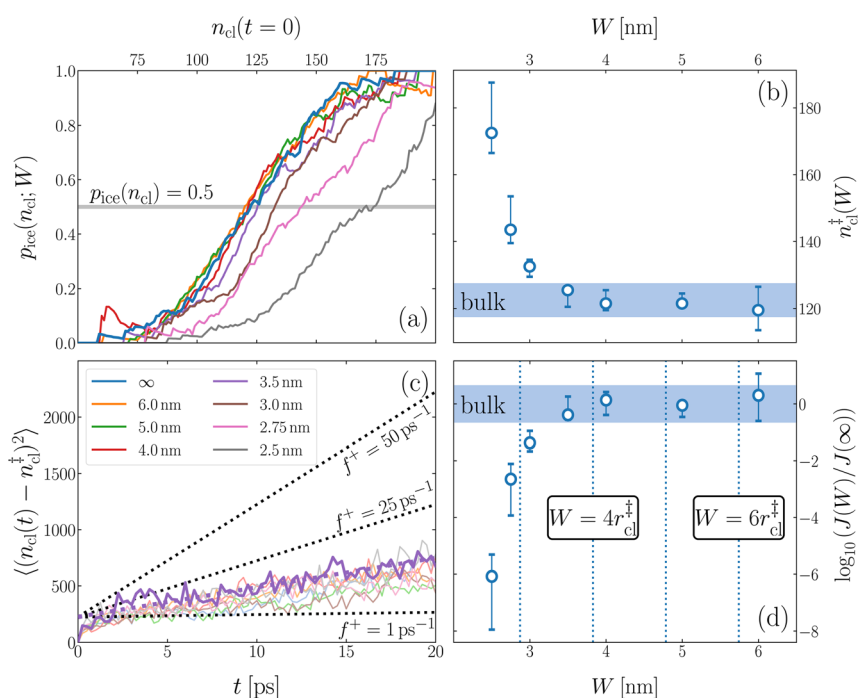 n_cl(t = 0)
75 100 125 150 175
p_ice(n_cl; W)
1.0
0.8
0.6
0.4
0.2
0.0
p_ice(n_cl) = 0.5
(a)
W [nm]
3 4 5 6
(b)
bulk
180
160
140
120
n‡_cl(W)
(c)
∞
6.0 nm
5.0 nm
4.0 nm
3.5 nm
3.0 nm
2.75 nm
2.5 nm
⟨(n_cl(t) − n‡_cl)²⟩
2000
1500
1000
500
0
f⁺ = 50 ps⁻¹
f⁺ = 25 ps⁻¹
f⁺ = 1 ps⁻¹
0 5 10 15 20
t [ps]
bulk
W = 4r‡_cl
W = 6r‡_cl
(d)
0
−2
−4
−6
−8
log₁₀(J(W)/J(∞))
3 4 5 6
W [nm]